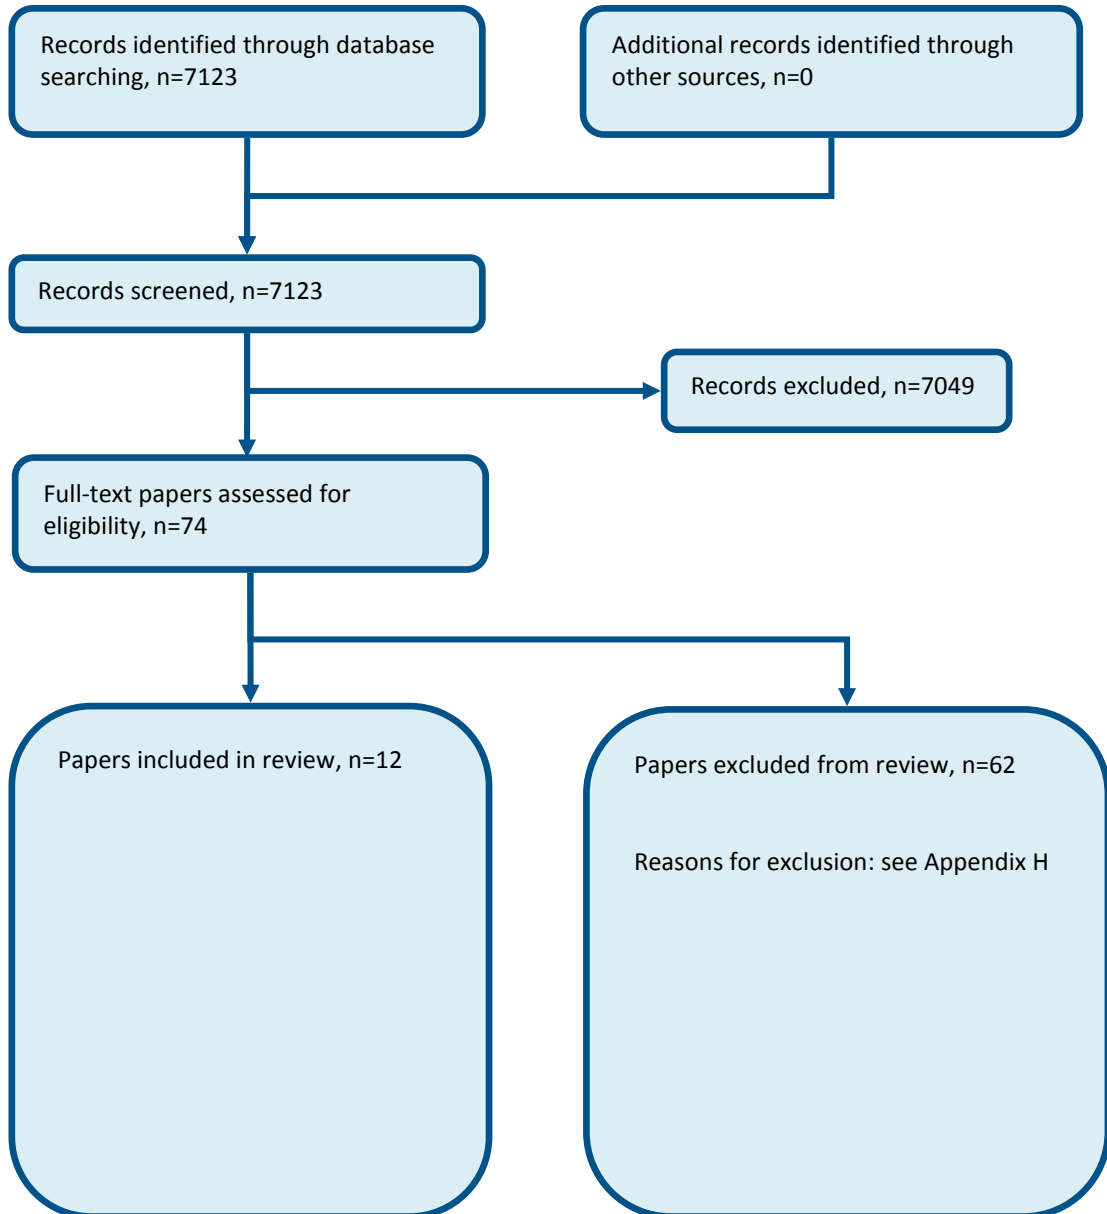 Records identified through database
searching, n=7123
Additional records identified through
other sources, n=0
Records screened, n=7123
Records excluded, n=7049
Full-text papers assessed for
eligibility, n=74
Papers included in review, n=12
Papers excluded from review, n=62
Reasons for exclusion: see Appendix H